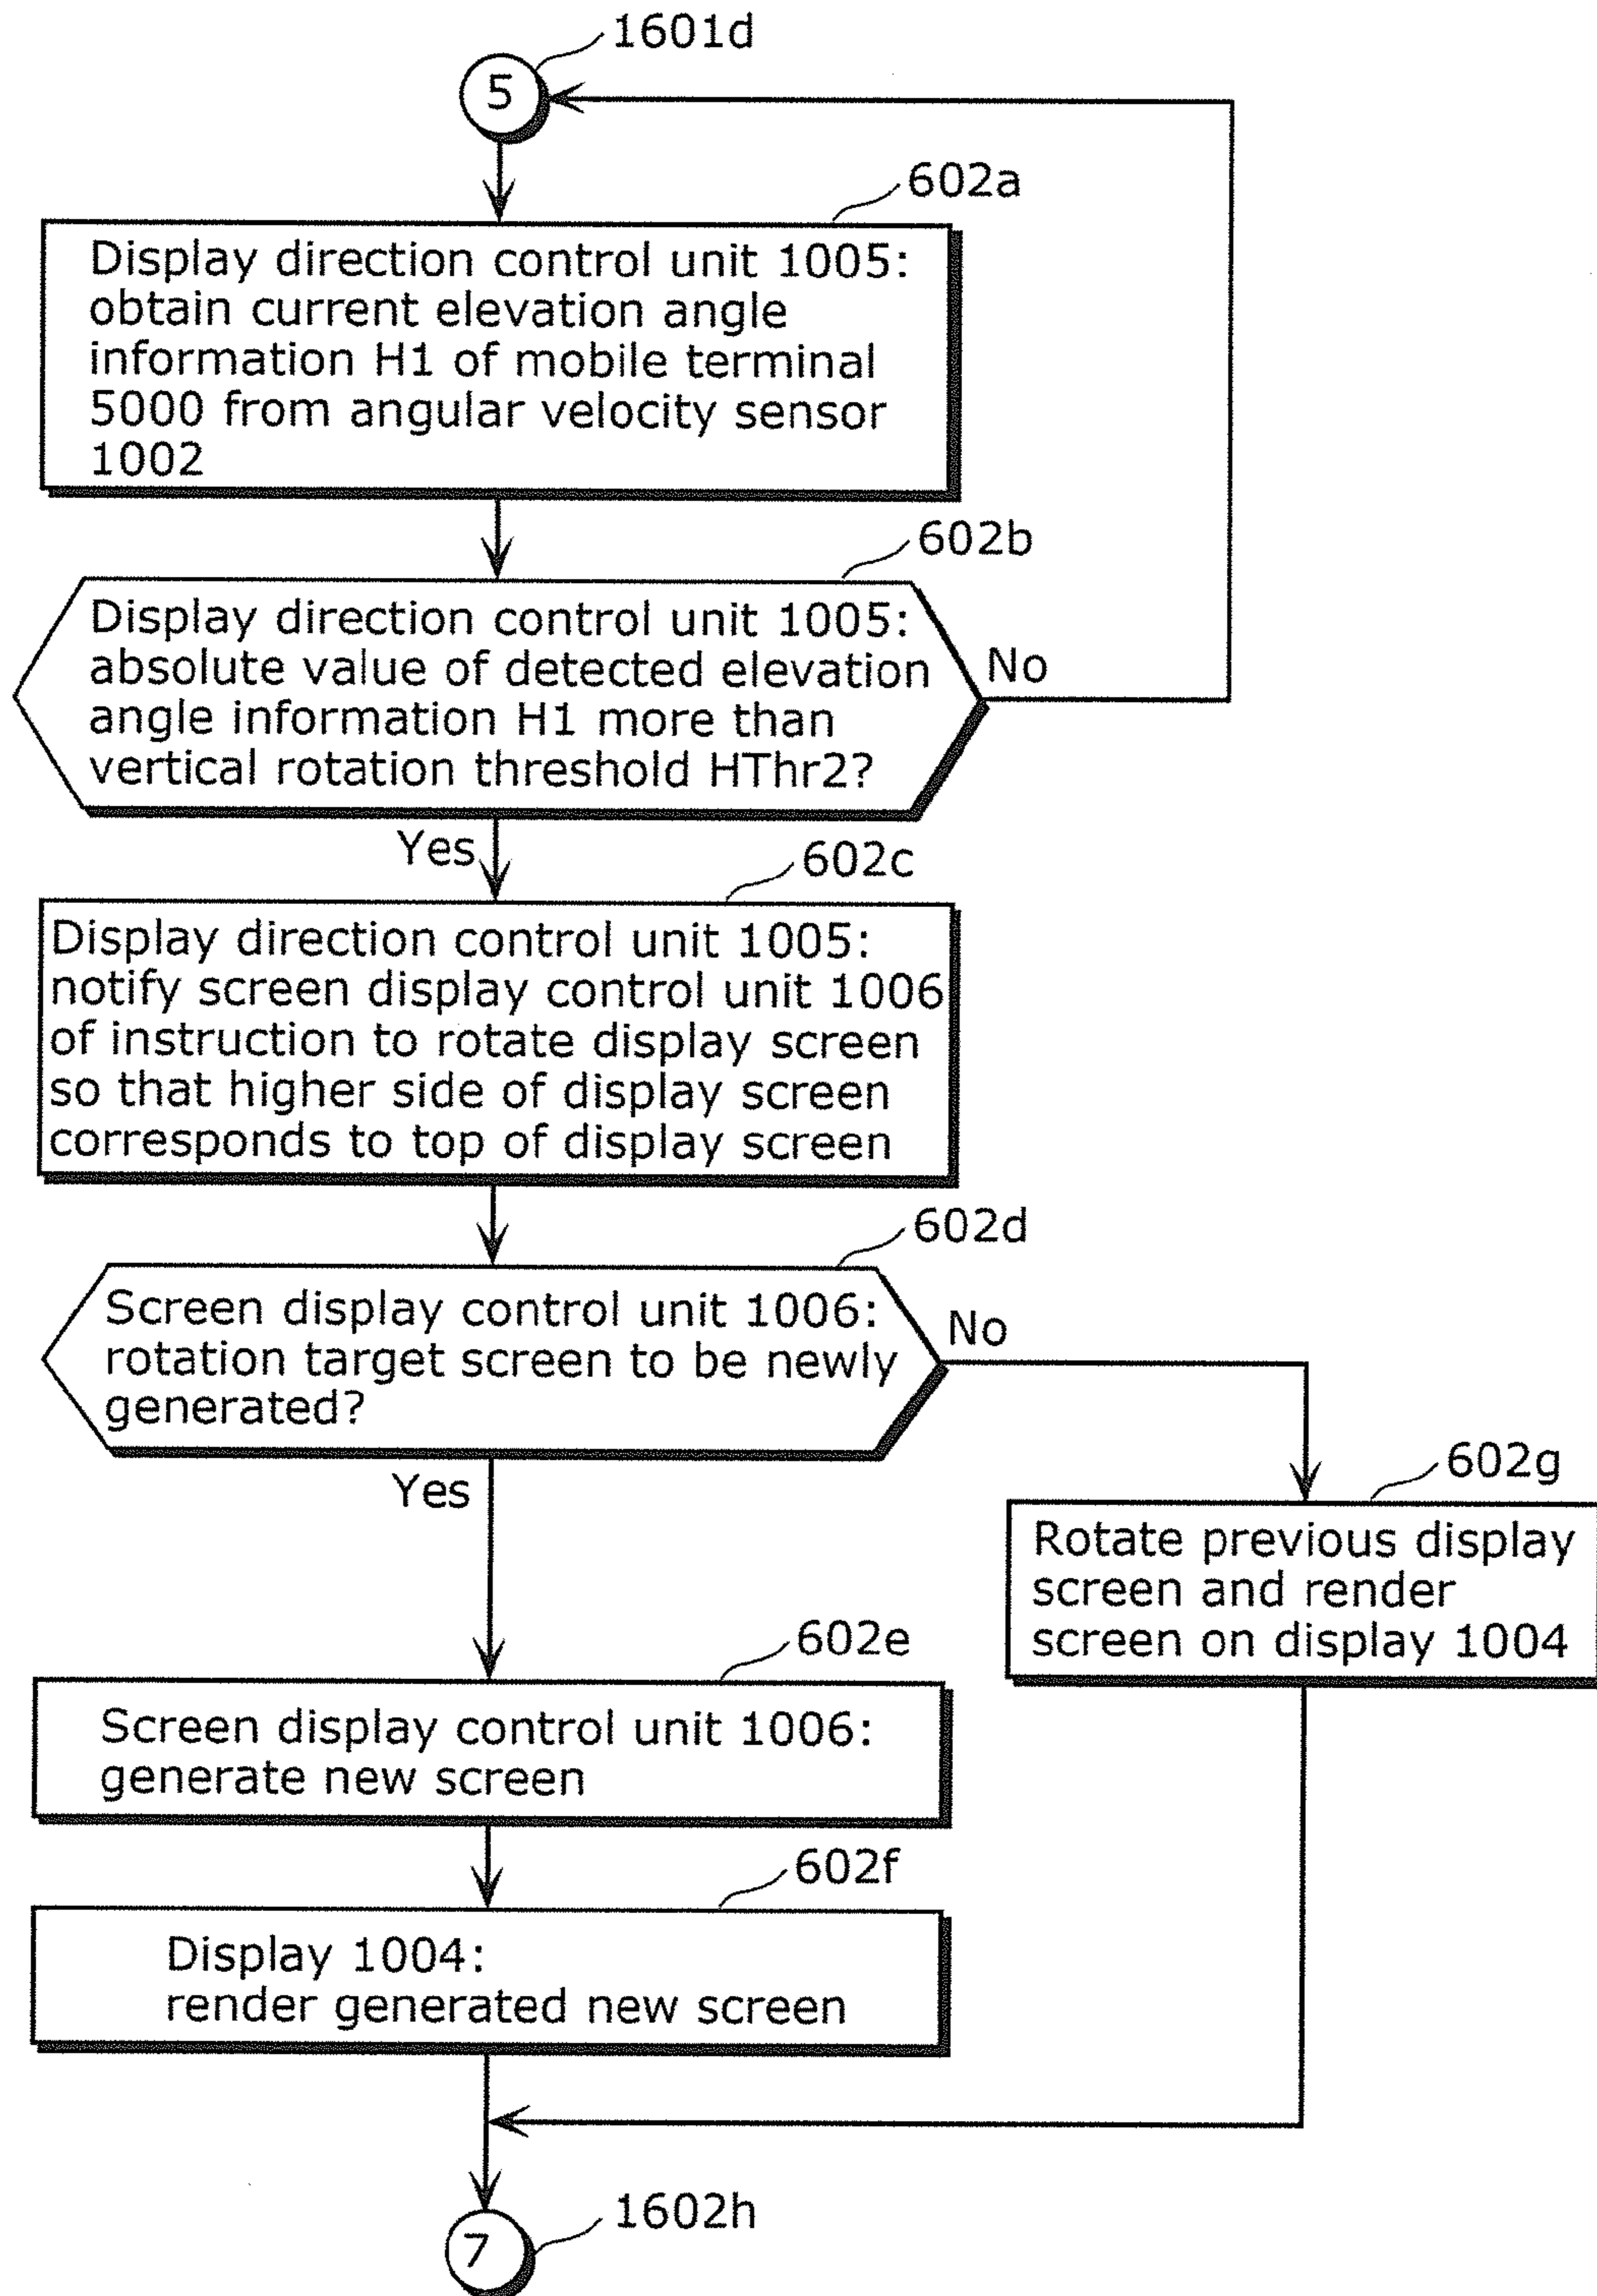 1601d
5
602a
Display direction control unit 1005:
obtain current elevation angle
information H1 of mobile terminal
5000 from angular velocity sensor
1002
602b
Display direction control unit 1005:
absolute value of detected elevation
angle information H1 more than
vertical rotation threshold HThr2?
No
Yes
602c
Display direction control unit 1005:
notify screen display control unit 1006
of instruction to rotate display screen
so that higher side of display screen
corresponds to top of display screen
602d
Screen display control unit 1006:
rotation target screen to be newly
generated?
No
Yes
602g
Rotate previous display
screen and render
screen on display 1004
602e
Screen display control unit 1006:
generate new screen
602f
Display 1004:
render generated new screen
1602h
7